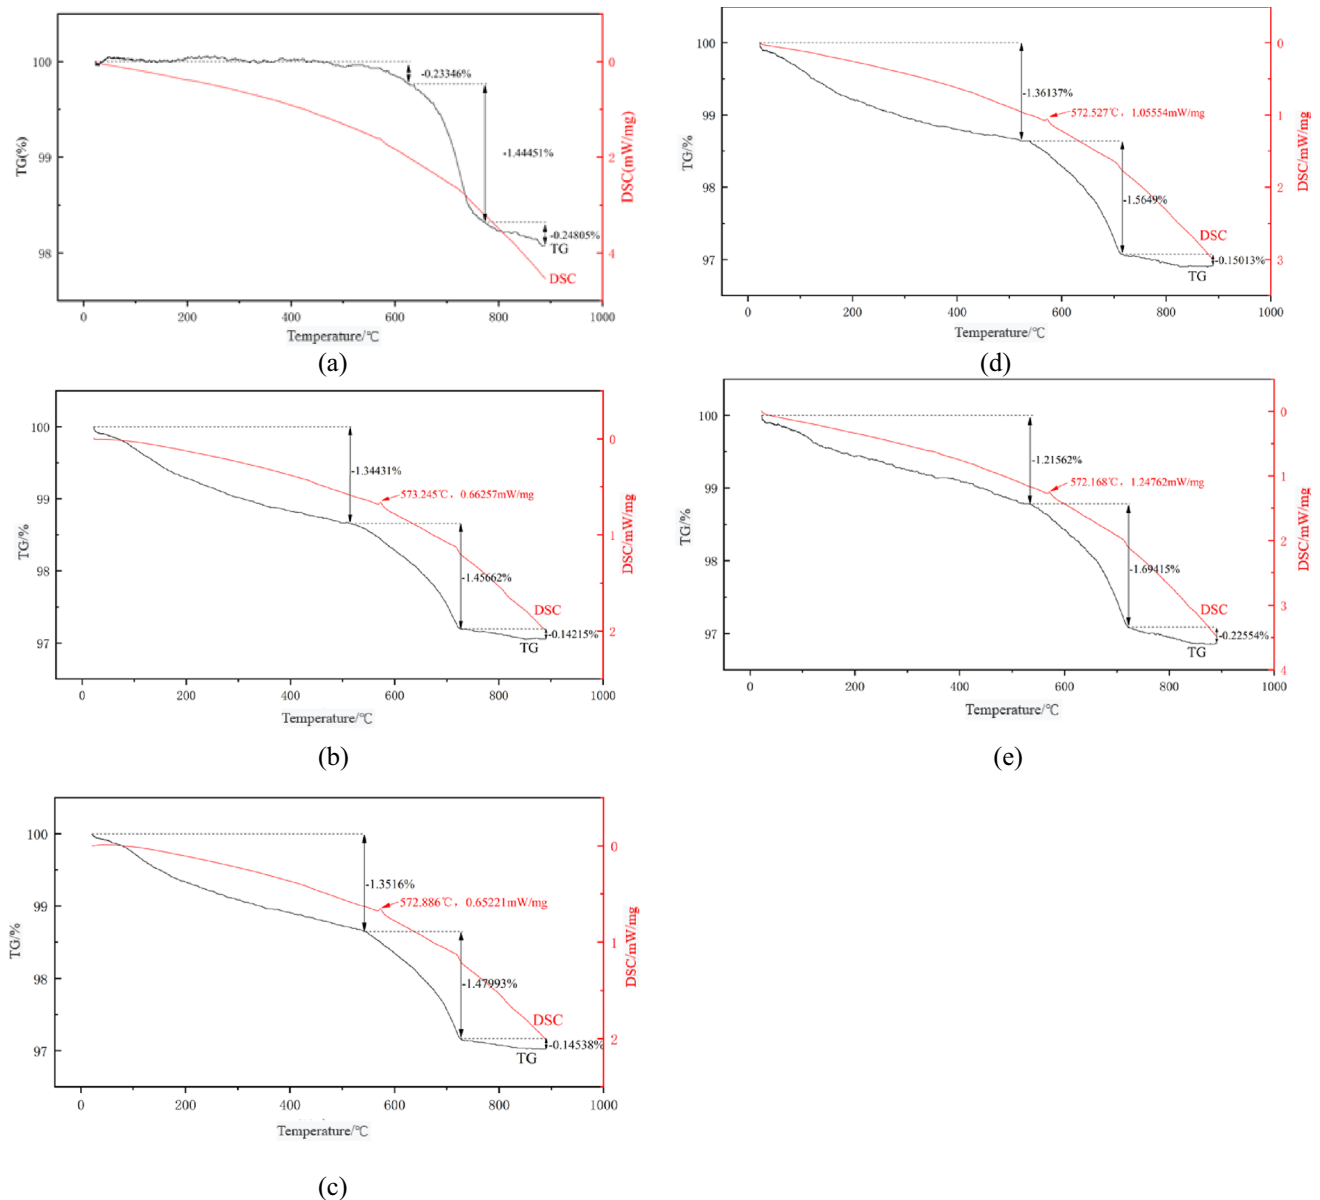 100
99
98
TG(%)
0
2
4
DSC(mW/mg)
-0.23346%
-1.44451%
-0.24805%
TG
DSC
0 200 400 600 800 1000
Temperature/℃
(a)
100
99
98
97
TG/%
0
1
2
3
DSC/mW/mg
-1.36137%
572.527℃, 1.05554mW/mg
-1.5649%
DSC
-0.15013%
TG
0 200 400 600 800 1000
Temperature/℃
(d)
100
99
98
97
TG/%
0
1
2
DSC/mW/mg
-1.34431%
573.245℃, 0.66257mW/mg
-1.45662%
DSC
-0.14215%
TG
0 200 400 600 800 1000
Temperature/℃
(b)
100
99
98
97
TG/%
0
1
2
3
4
DSC/mW/mg
-1.21562%
572.168℃, 1.24762mW/mg
-1.69415%
DSC
-0.22554%
TG
0 200 400 600 800 1000
Temperature/℃
(e)
100
99
98
97
TG/%
0
1
2
DSC/mW/mg
-1.3516%
572.886℃, 0.65221mW/mg
-1.47993%
DSC
-0.14538%
TG
0 200 400 600 800 1000
Temperature/℃
(c)